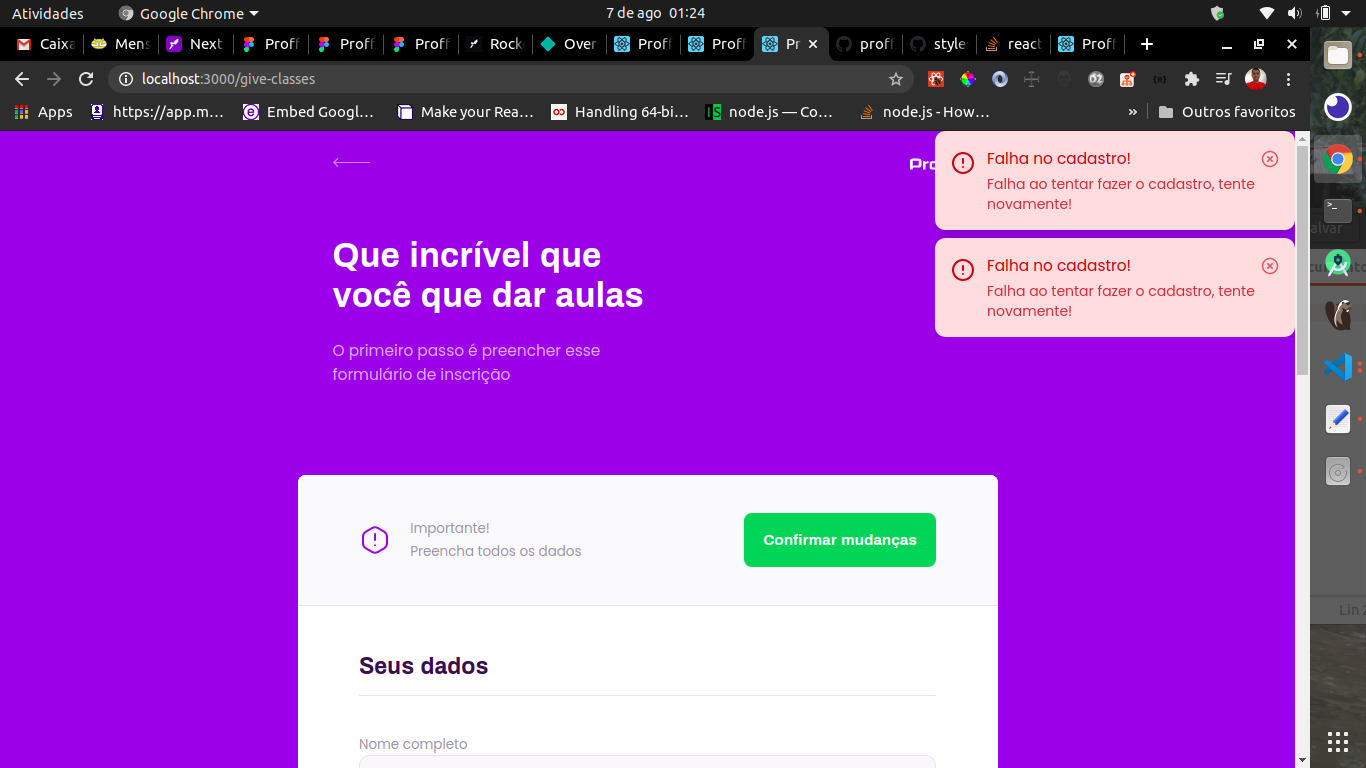 Atividades
Google Chrome
7 de ago 01:24
Caixa
Mens
Next
Proff
Proff
Proff
Rock
Over
Proff
Proff
Pr
proff
style
react
Proff
localhost:3000/give-classes
Apps
https://app.m…
Embed Googl…
Make your Rea…
Handling 64-bi…
node.js — Co…
node.js - How…
»
Outros favoritos
Pro
Falha no cadastro!
Falha ao tentar fazer o cadastro, tente
novamente!
Falha no cadastro!
Falha ao tentar fazer o cadastro, tente
novamente!
Que incrível que
você que dar aulas
O primeiro passo é preencher esse
formulário de inscrição
Importante!
Preencha todos os dados
Confirmar mudanças
Seus dados
Nome completo
alvar
Lin